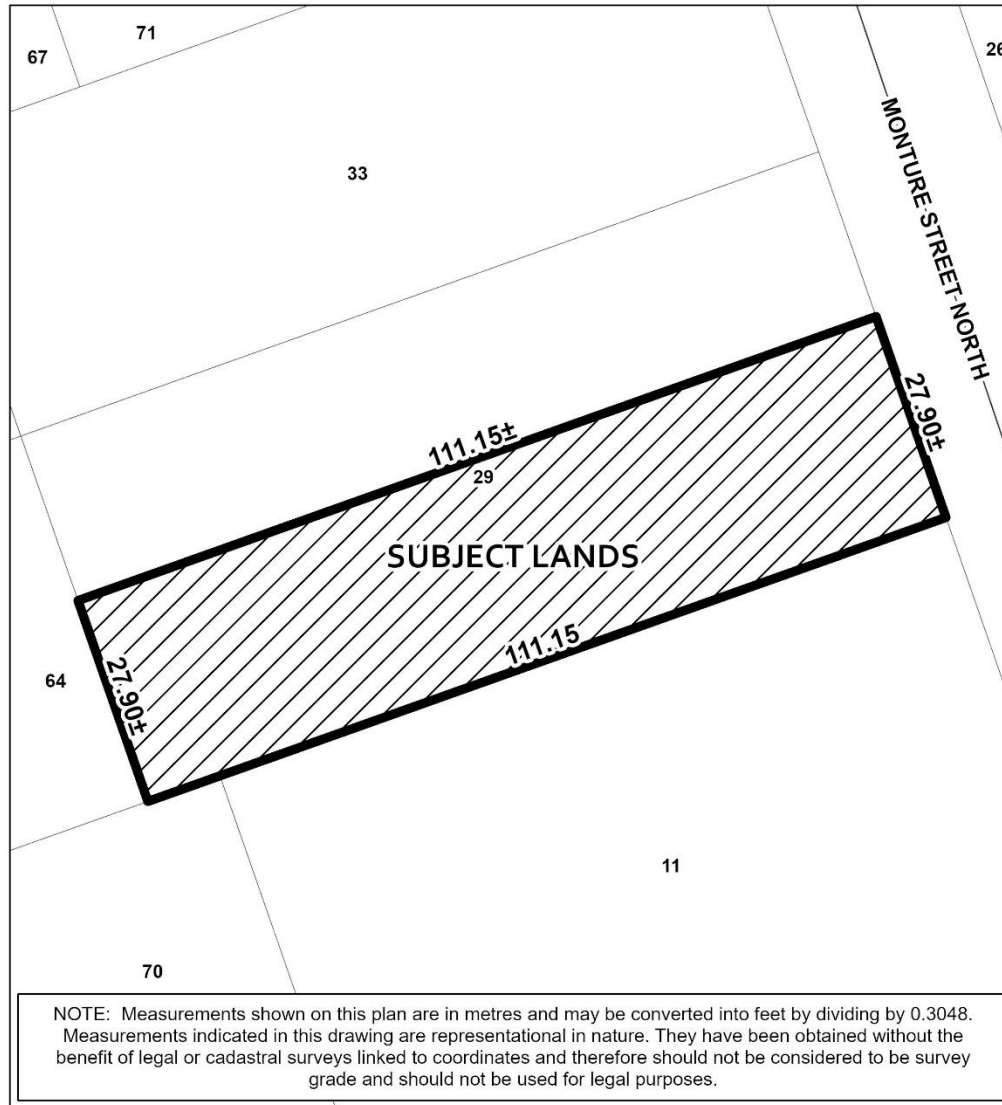 71
67
26
MONTURE STREET NORTH
33
27.90±
111.15±
29
SUBJECT LANDS
111.15
27.90±
64
11
70
NOTE: Measurements shown on this plan are in metres and may be converted into feet by dividing by 0.3048.
Measurements indicated in this drawing are representational in nature. They have been obtained without the
benefit of legal or cadastral surveys linked to coordinates and therefore should not be considered to be survey
grade and should not be used for legal purposes.